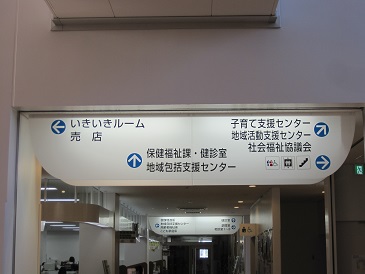 いきいきルーム
売店
保健福祉課・健診室
地域包括支援センター
子育て支援センター
地域活動支援センター
社会福祉協議会